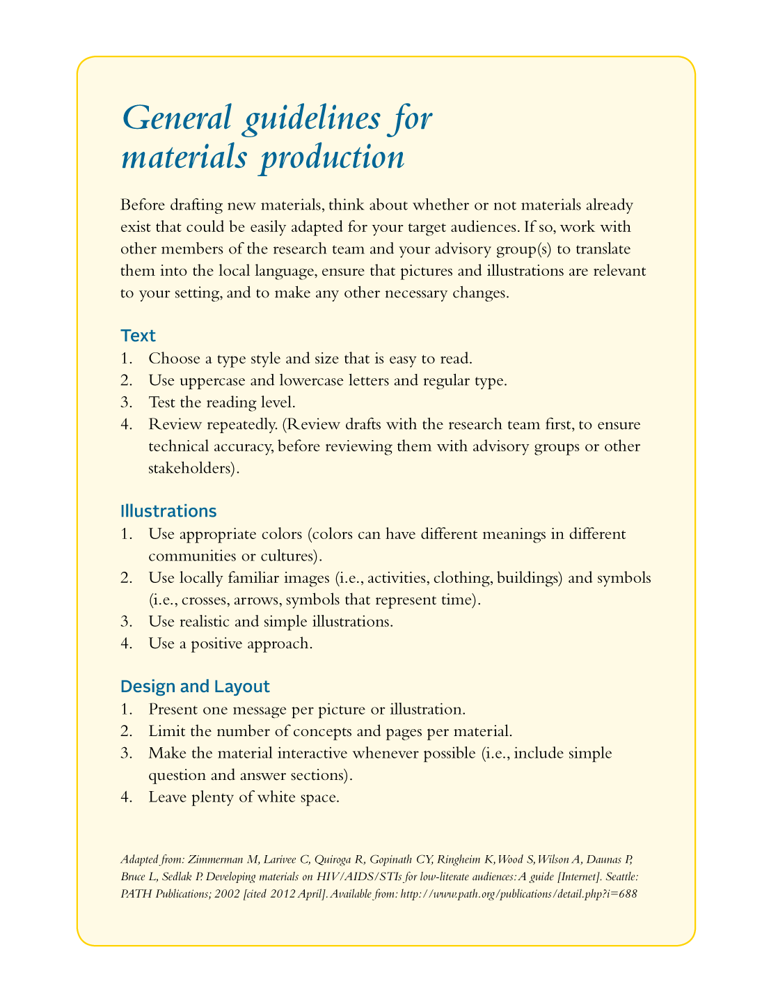 General guidelines for
materials production
Before drafting new materials, think about whether or not materials already
exist that could be easily adapted for your target audiences. If so, work with
other members of the research team and your advisory group(s) to translate
them into the local language, ensure that pictures and illustrations are relevant
to your setting, and to make any other necessary changes.
Text
1. Choose a type style and size that is easy to read.
2. Use uppercase and lowercase letters and regular type.
3. Test the reading level.
4. Review repeatedly. (Review drafts with the research team first, to ensure
technical accuracy, before reviewing them with advisory groups or other
stakeholders).
Illustrations
1. Use appropriate colors (colors can have different meanings in different
communities or cultures).
2. Use locally familiar images (i.e., activities, clothing, buildings) and symbols
(i.e., crosses, arrows, symbols that represent time).
3. Use realistic and simple illustrations.
4. Use a positive approach.
Design and Layout
1. Present one message per picture or illustration.
2. Limit the number of concepts and pages per material.
3. Make the material interactive whenever possible (i.e., include simple
question and answer sections).
4. Leave plenty of white space.
Adapted from: Zimmerman M, Larivee C, Quiroga R, Gopinath CY, Ringheim K, Wood S, Wilson A, Daunas P,
Bruce L, Sedlak P. Developing materials on HIV/AIDS/STIs for low-literate audiences: A guide [Internet]. Seattle:
PATH Publications; 2002 [cited 2012 April]. Available from: http://www.path.org/publications/detail.php?i=688